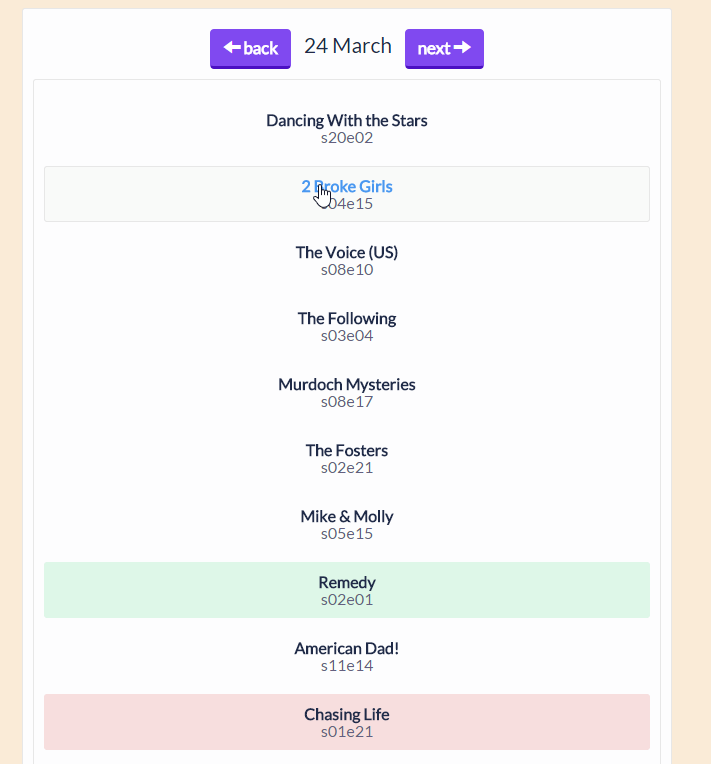 back
24 March
next
Dancing With the Stars
s20e02
2 Broke Girls
s04e15
The Voice (US)
s08e10
The Following
s03e04
Murdoch Mysteries
s08e17
The Fosters
s02e21
Mike & Molly
s05e15
Remedy
s02e01
American Dad!
s11e14
Chasing Life
s01e21